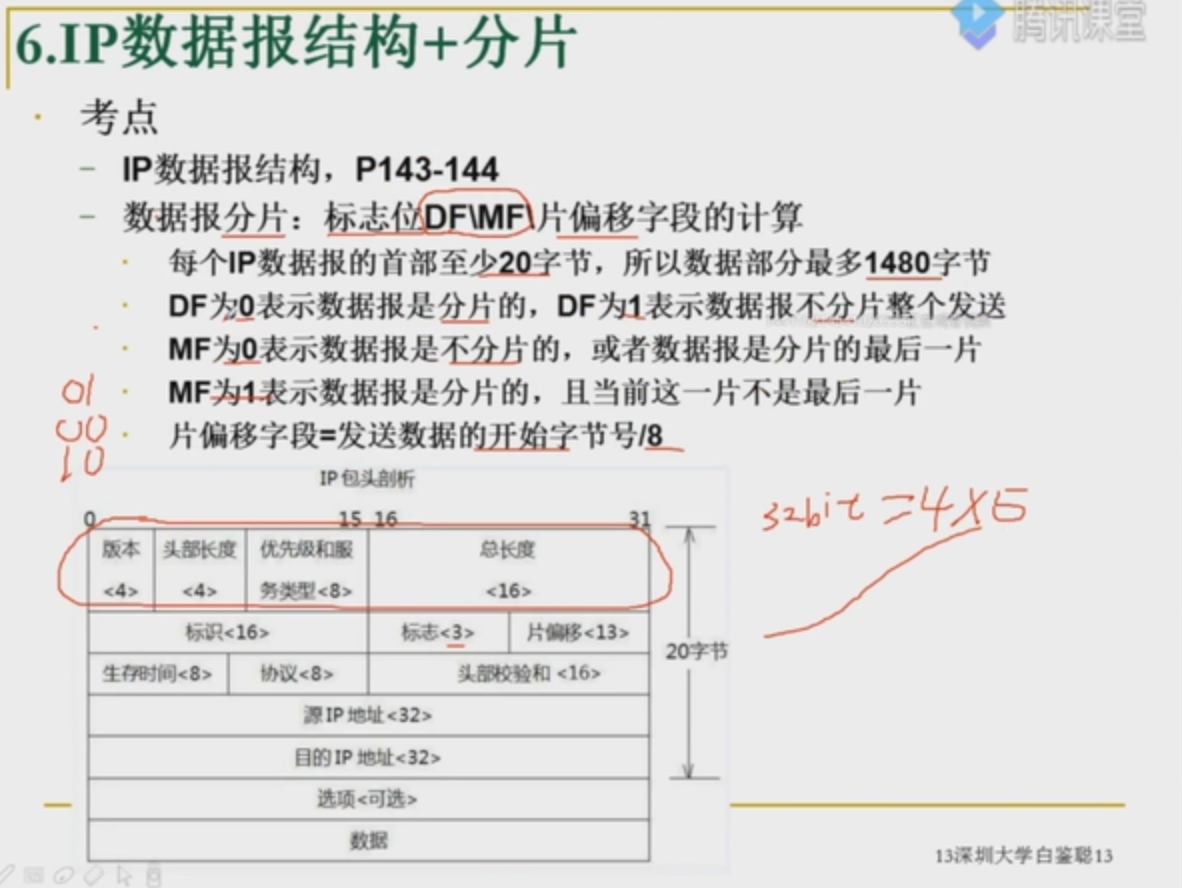 腾讯课堂
6.IP数据报结构+分片
考点
IP数据报结构，P143-144
数据报分片：标志位DF\MF\片偏移字段的计算
每个IP数据报的首部至少20字节，所以数据部分最多1480字节
DF为0表示数据报是分片的，DF为1表示数据报不分片整个发送
MF为0表示数据报是不分片的，或者数据报是分片的最后一片
MF为1表示数据报是分片的，且当前这一片不是最后一片
片偏移字段=发送数据的开始字节号/8
01
00
10
IP包头剖析
0 15 16 31
版本 头部长度 优先级和服 总长度
<4> <4> 务类型<8> <16>
标识<16> 标志<3> 片偏移<13>
生存时间<8> 协议<8> 头部校验和 <16>
源IP地址<32>
目的IP地址<32>
选项<可选>
数据
20字节
32bit=4×5
13深圳大学白鉴聪13